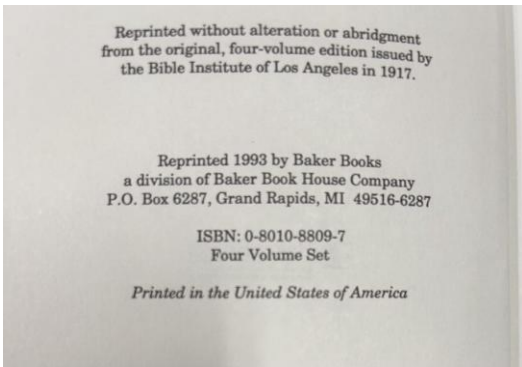 Reprinted without alteration or abridgment
from the original, four-volume edition issued by
the Bible Institute of Los Angeles in 1917.
Reprinted 1993 by Baker Books
a division of Baker Book House Company
P.O. Box 6287, Grand Rapids, MI 49516-6287
ISBN: 0-8010-8809-7
Four Volume Set
Printed in the United States of America